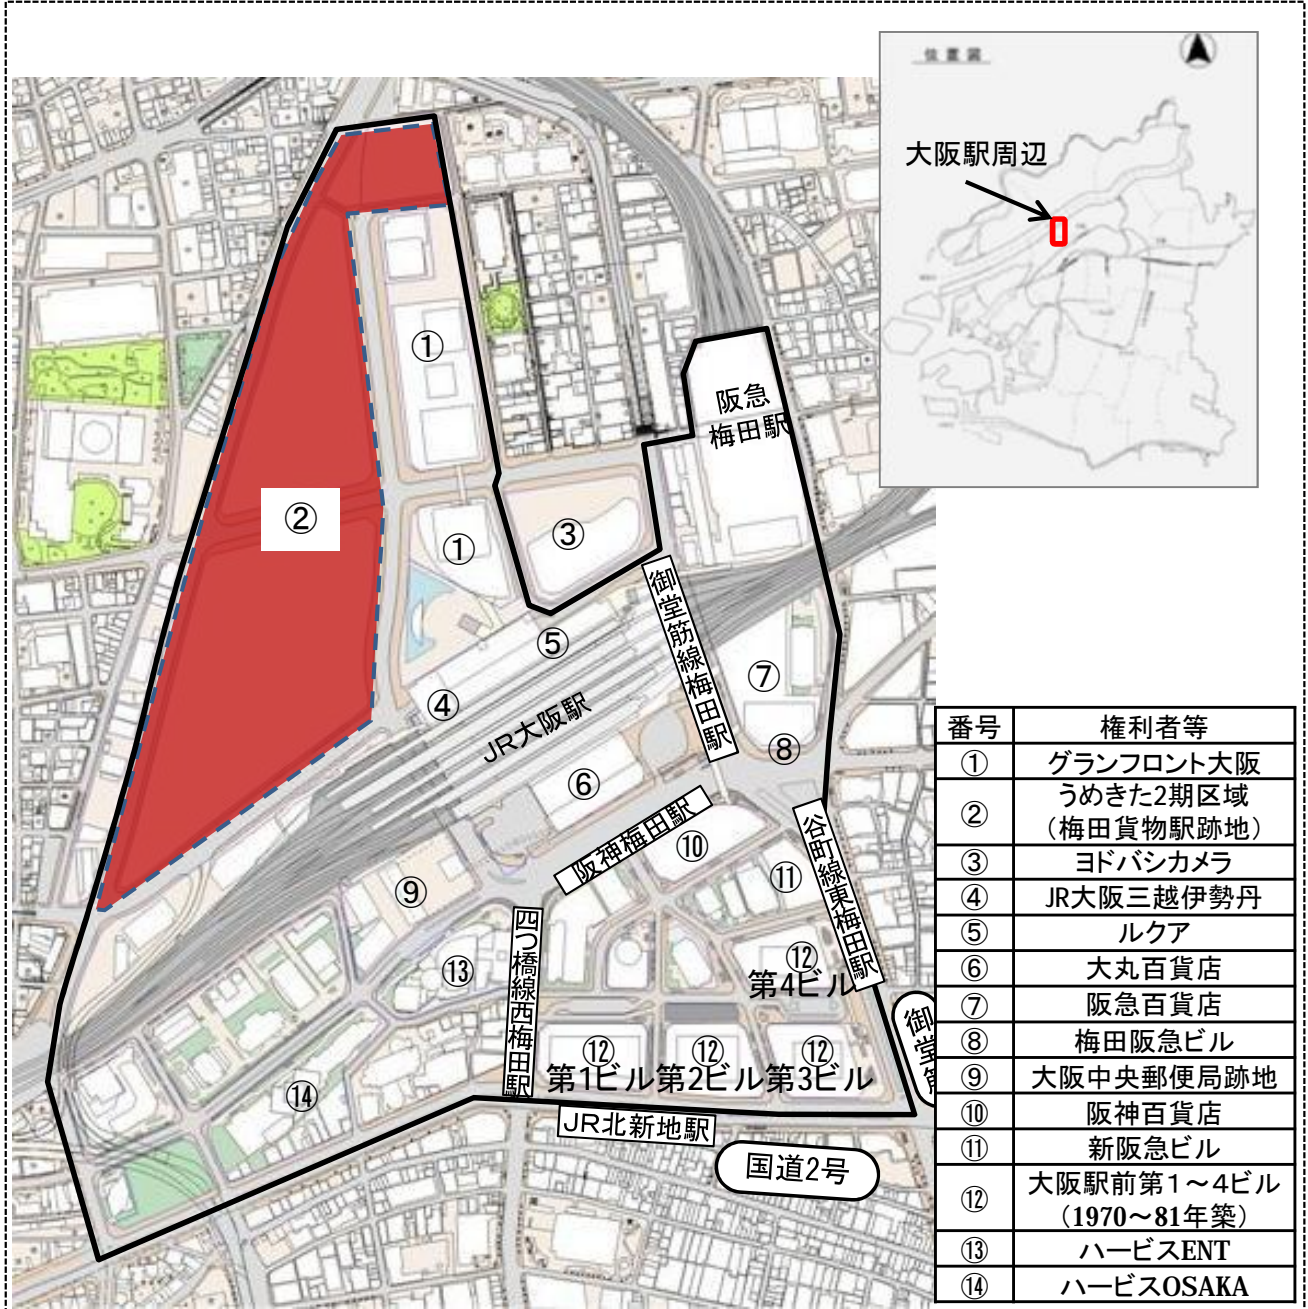 位置図
大阪駅周辺
①
阪急
梅田駅
②
③
①
御堂筋線梅田駅
⑤
⑦
④
JR大阪駅
⑧
⑥
阪神梅田駅
谷町線東梅田駅
⑩
⑪
⑨
四つ橋線西梅田駅
⑬
⑫
第4ビル
御堂筋
⑫
第1ビル
⑫
第2ビル
⑫
第3ビル
⑭
JR北新地駅
国道2号
番号 権利者等
① グランフロント大阪
② うめきた2期区域
（梅田貨物駅跡地）
③ ヨドバシカメラ
④ JR大阪三越伊勢丹
⑤ ルクア
⑥ 大丸百貨店
⑦ 阪急百貨店
⑧ 梅田阪急ビル
⑨ 大阪中央郵便局跡地
⑩ 阪神百貨店
⑪ 新阪急ビル
⑫ 大阪駅前第1～4ビル
（1970～81年築）
⑬ ハービスENT
⑭ ハービスOSAKA